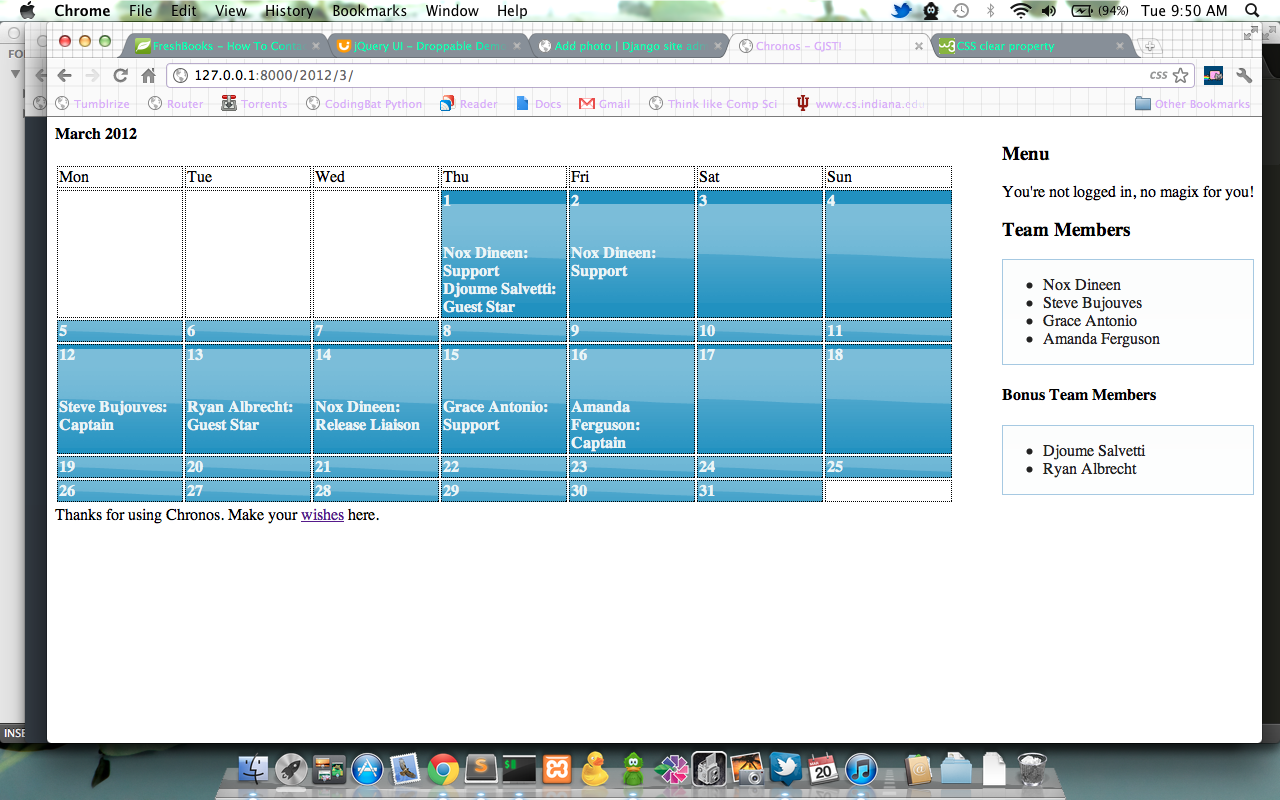 Chrome File Edit View History Bookmarks Window Help (94%) Tue 9:50 AM
FreshBooks – How To Conta jQuery UI – Droppable Demo Add photo | Django site adm Chronos – GJST! CSS clear property
127.0.0.1:8000/2012/3/ css
Tumblrize Router Torrents CodingBat Python Reader Docs Gmail Think like Comp Sci www.cs.indiana.edu Other Bookmarks
March 2012
Mon Tue Wed Thu Fri Sat Sun
1 2 3 4
Nox Dineen: Nox Dineen:
Support Support
Djoume Salvetti:
Guest Star
5 6 7 8 9 10 11
12 13 14 15 16 17 18
Steve Bujouves: Ryan Albrecht: Nox Dineen: Grace Antonio: Amanda
Captain Guest Star Release Liaison Support Ferguson:
Captain
19 20 21 22 23 24 25
26 27 28 29 30 31
Thanks for using Chronos. Make your wishes here.
Menu
You're not logged in, no magix for you!
Team Members
Nox Dineen
Steve Bujouves
Grace Antonio
Amanda Ferguson
Bonus Team Members
Djoume Salvetti
Ryan Albrecht
FO
INSE
S
$
20